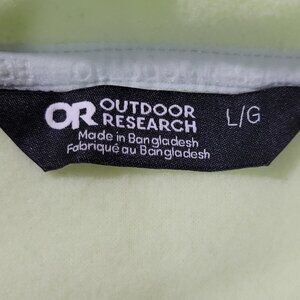 OR OUTDOOR RESEARCH
L/G
Made in Bangladesh
Fabriqué au Bangladesh